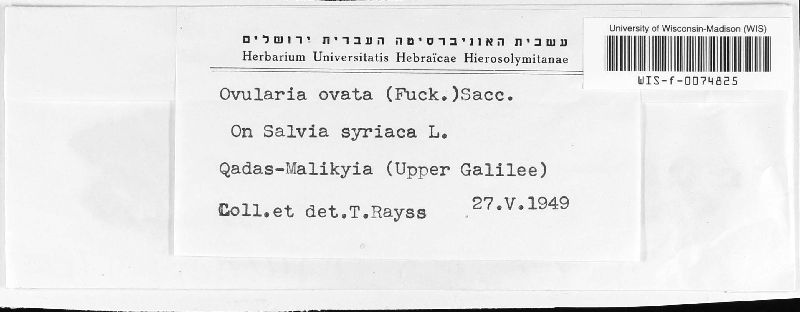 University of Wisconsin-Madison (WIS)
WIS-f-0074825
עשבית האוניברסיטה העברית ירושלים
Herbarium Universitatis Hebraïcae Hierosolymitanae
Ovularia ovata (Fuck.)Sacc.
On Salvia syriaca L.
Qadas-Malikyia (Upper Galilee)
Coll.et det.T.Rayss 27.V.1949